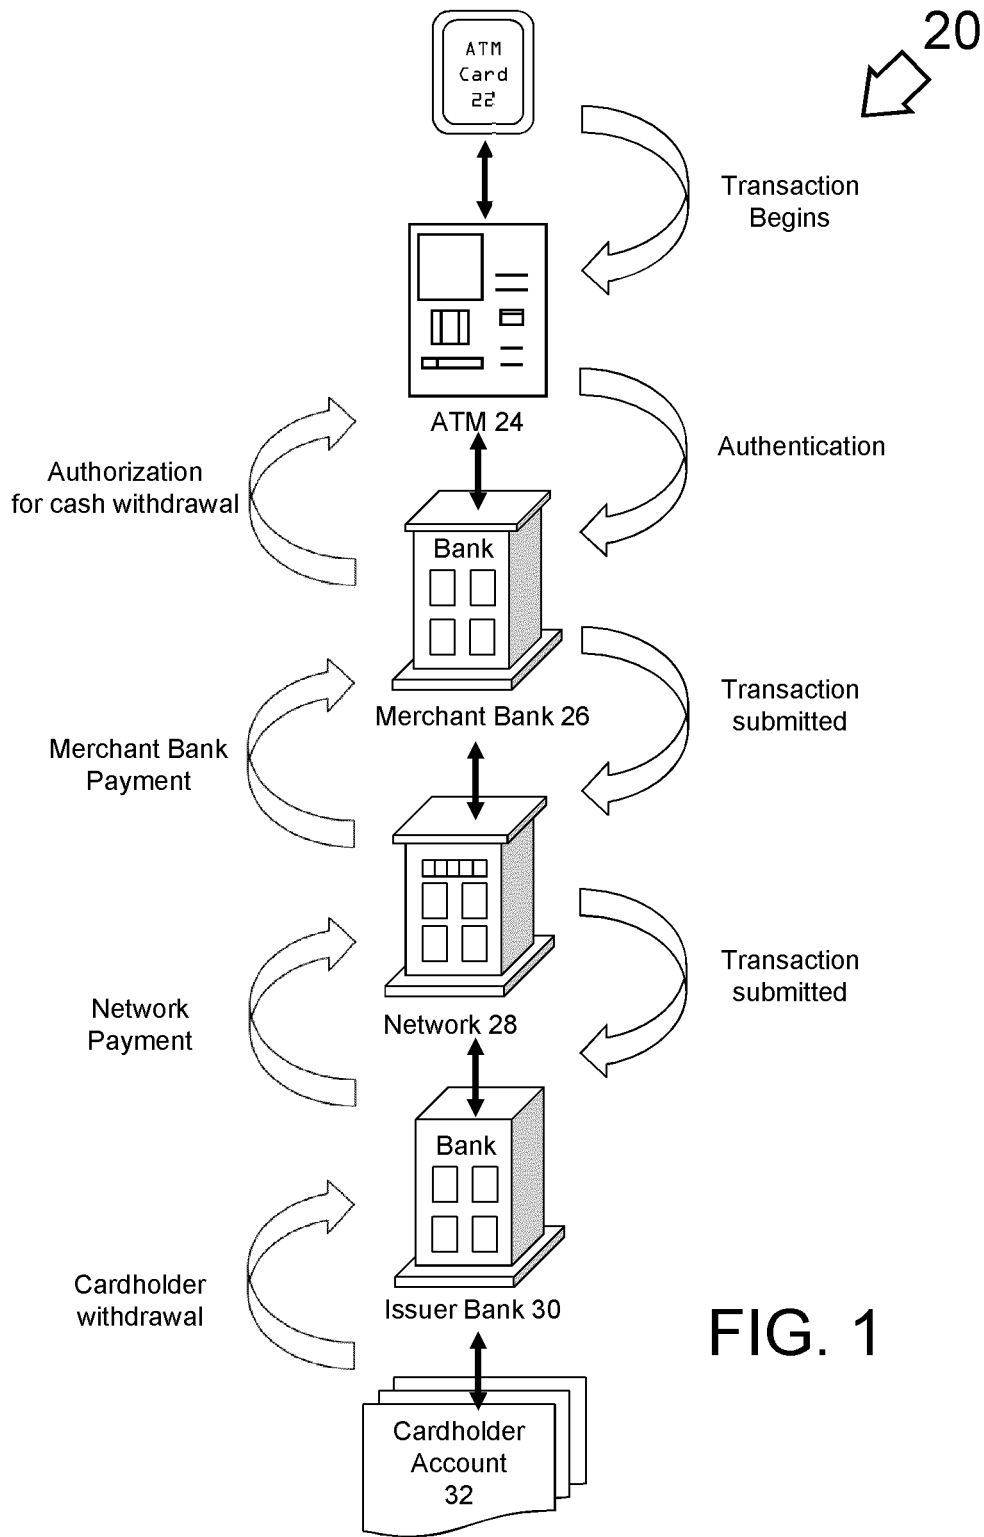 20
ATM
Card
22
Transaction
Begins
ATM 24
Authentication
Authorization
for cash withdrawal
Bank
Merchant Bank 26
Transaction
submitted
Merchant Bank
Payment
Network 28
Transaction
submitted
Network
Payment
Bank
Issuer Bank 30
Cardholder
withdrawal
FIG. 1
Cardholder
Account
32